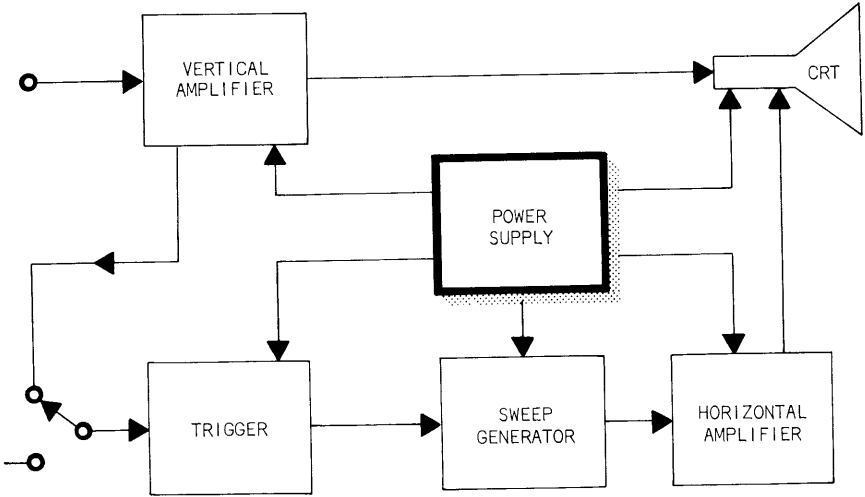 VERTICAL
AMPLIFIER
CRT
POWER
SUPPLY
TRIGGER
SWEEP
GENERATOR
HORIZONTAL
AMPLIFIER